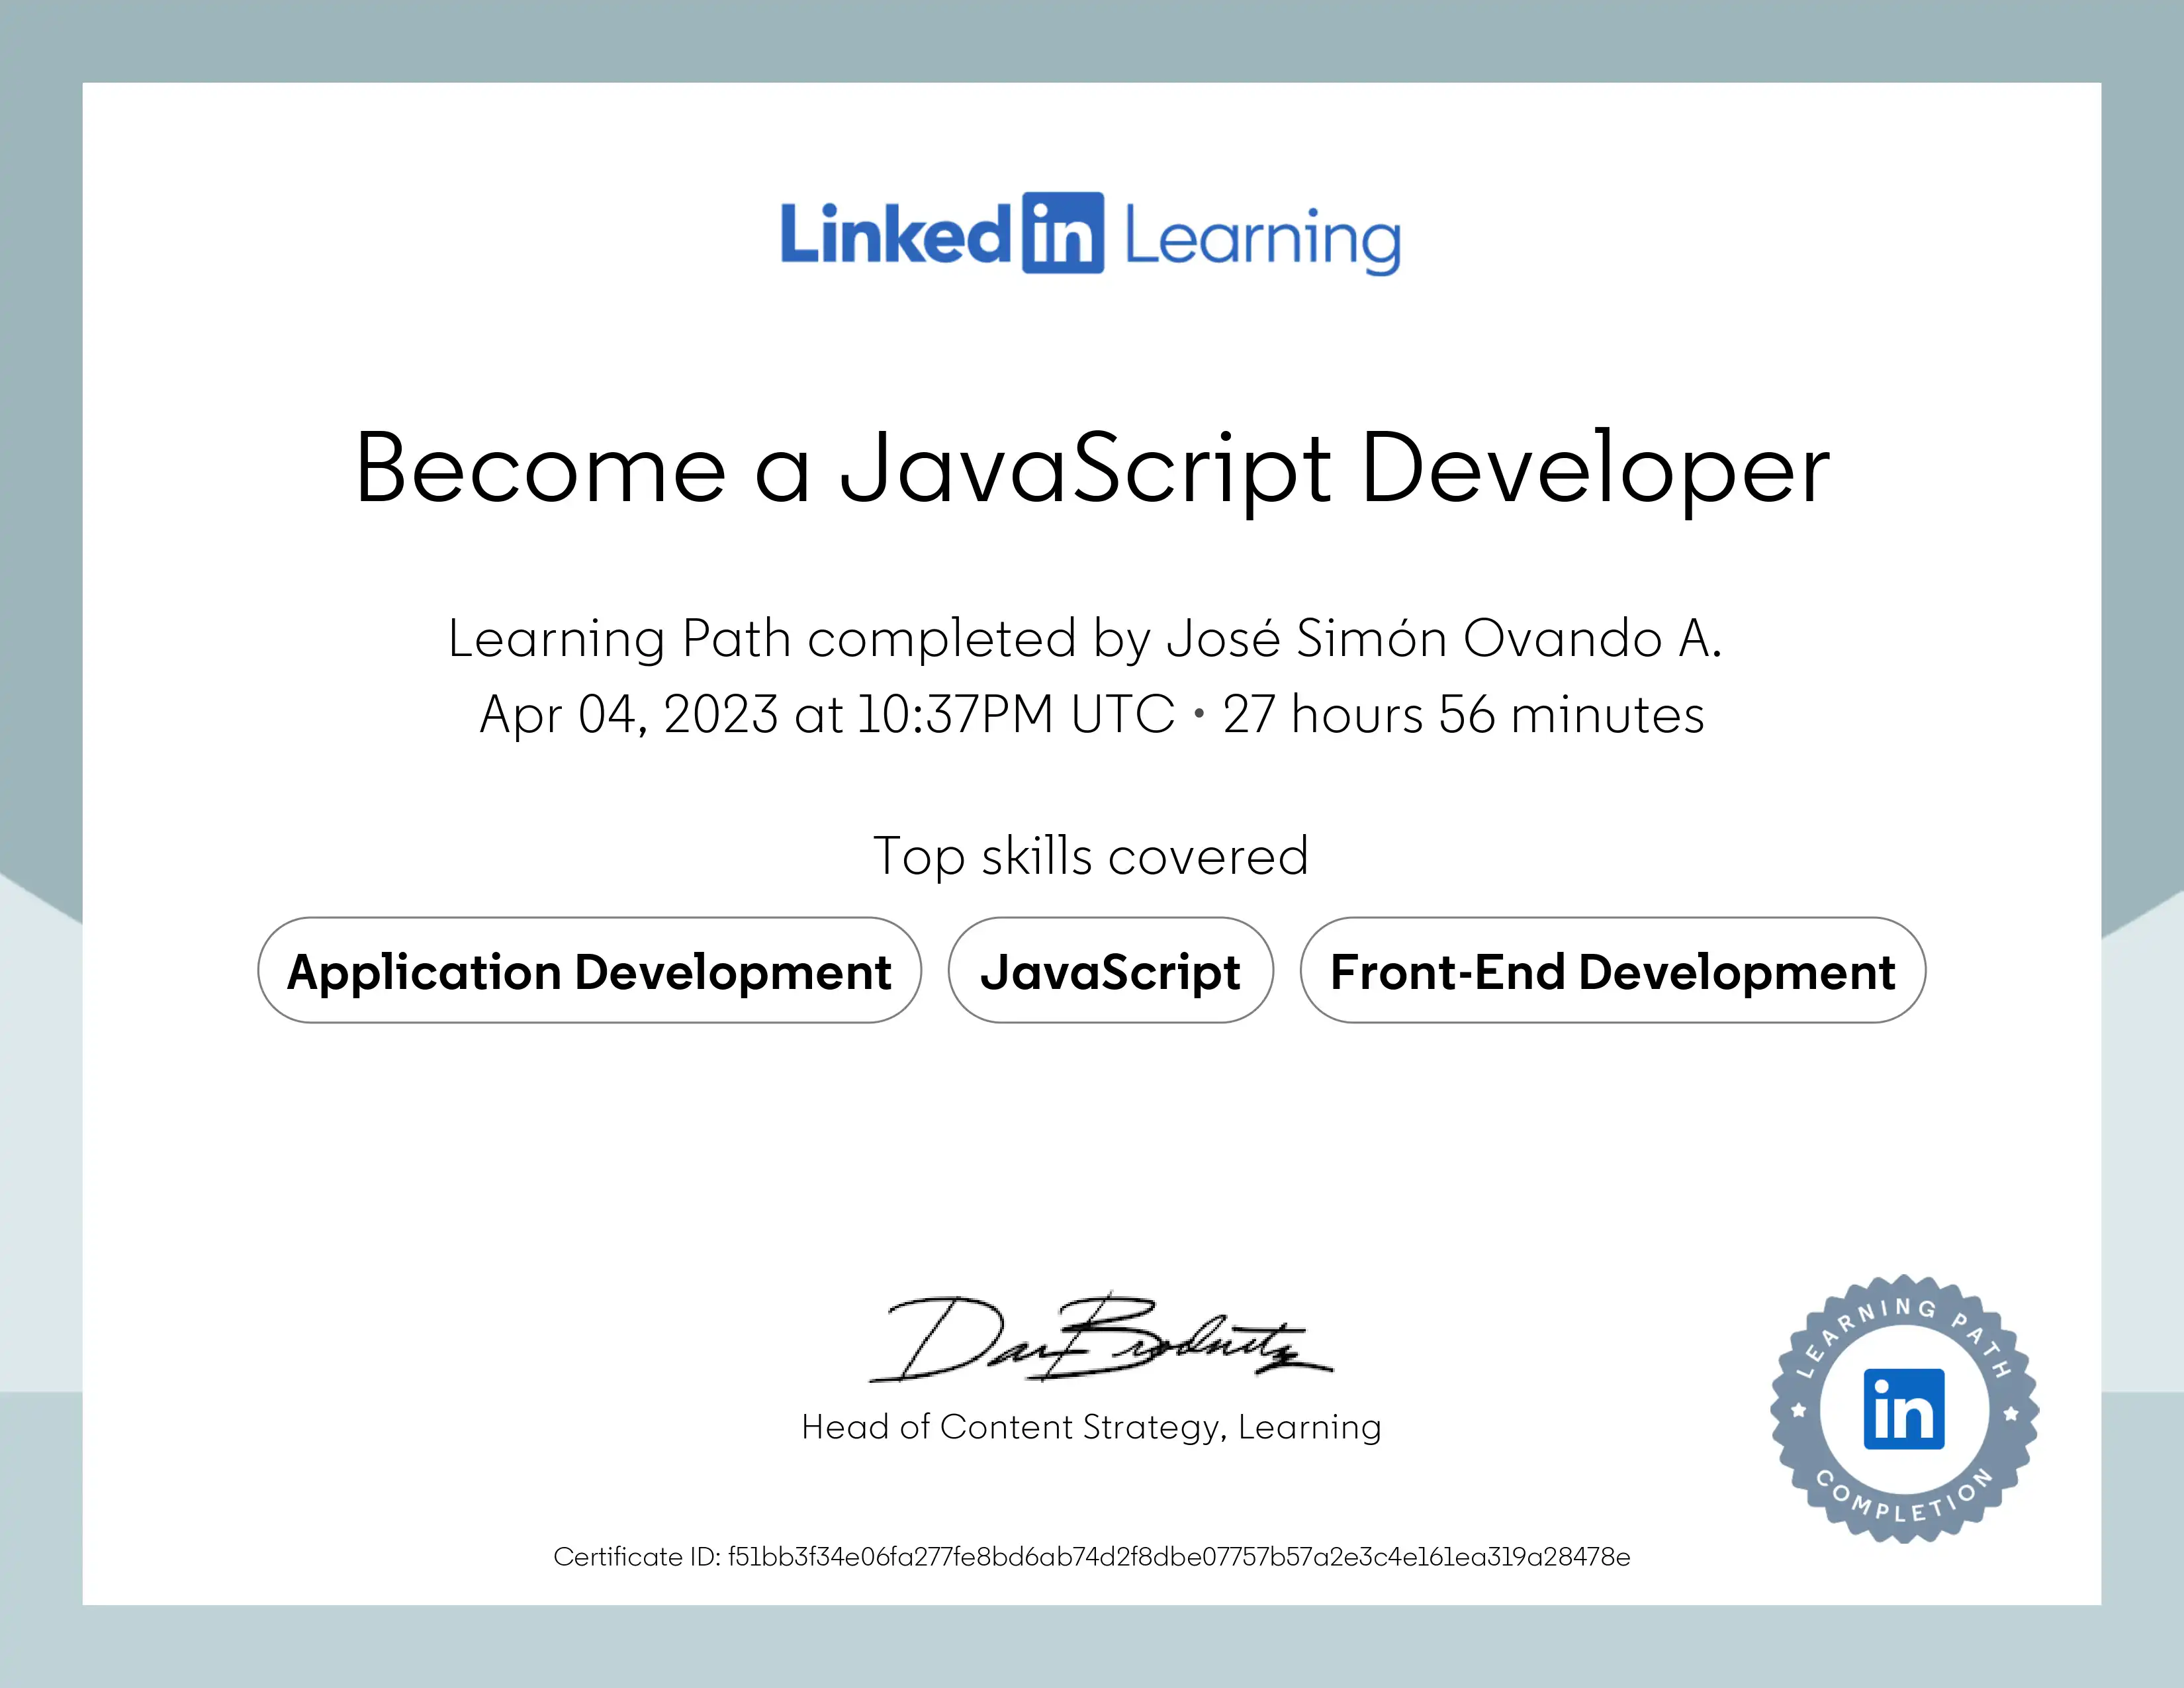 Linked in Learning
Become a JavaScript Developer
Learning Path completed by José Simón Ovando A.
Apr 04, 2023 at 10:37PM UTC • 27 hours 56 minutes
Top skills covered
Application Development JavaScript Front-End Development
Dan Brodnitz
Head of Content Strategy, Learning
LEARNING PATH
in
COMPLETION
Certificate ID: f51bb3f34e06fa277fe8bd6ab74d2f8dbe07757b57a2e3c4e161ea319a28478e